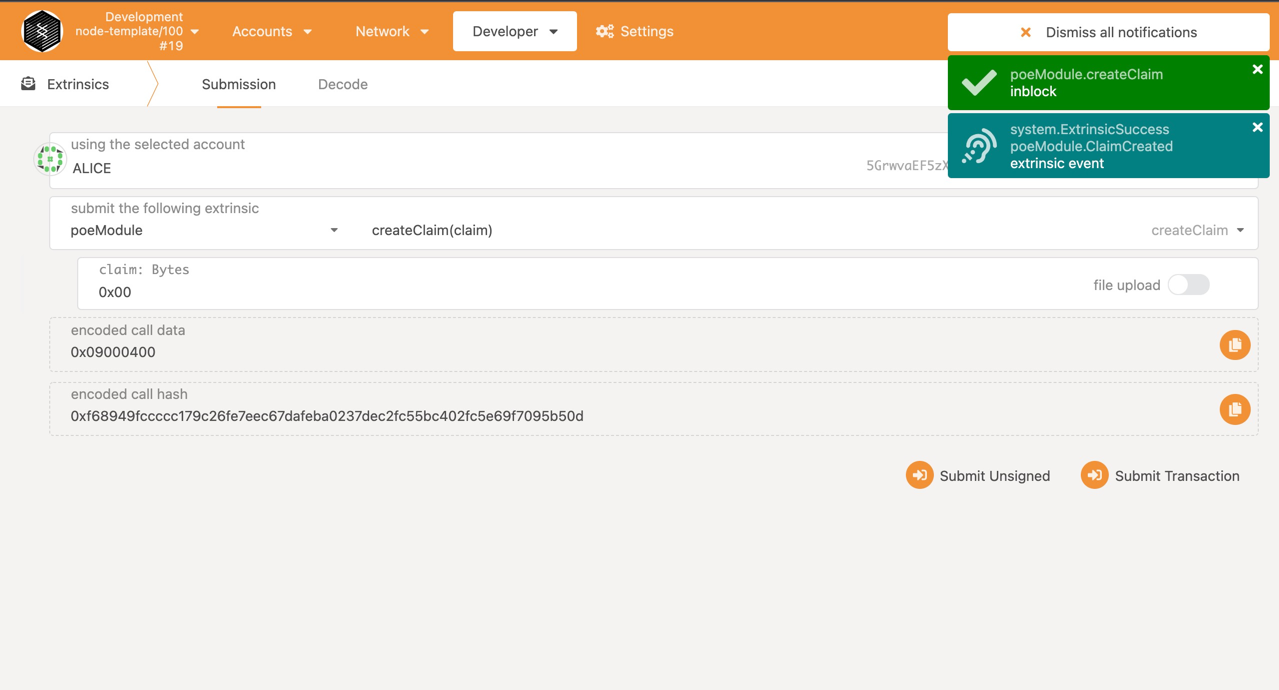 Development
node-template/100
#19
Accounts
Network
Developer
Settings
Dismiss all notifications
poeModule.createClaim
inblock
system.ExtrinsicSuccess
poeModule.ClaimCreated
extrinsic event
Extrinsics
Submission
Decode
using the selected account
ALICE
5GrwvaEF5zX
submit the following extrinsic
poeModule
createClaim(claim)
createClaim
claim: Bytes
0x00
file upload
encoded call data
0x09000400
encoded call hash
0xf68949fccccc179c26fe7eec67dafeba0237dec2fc55bc402fc5e69f7095b50d
Submit Unsigned
Submit Transaction